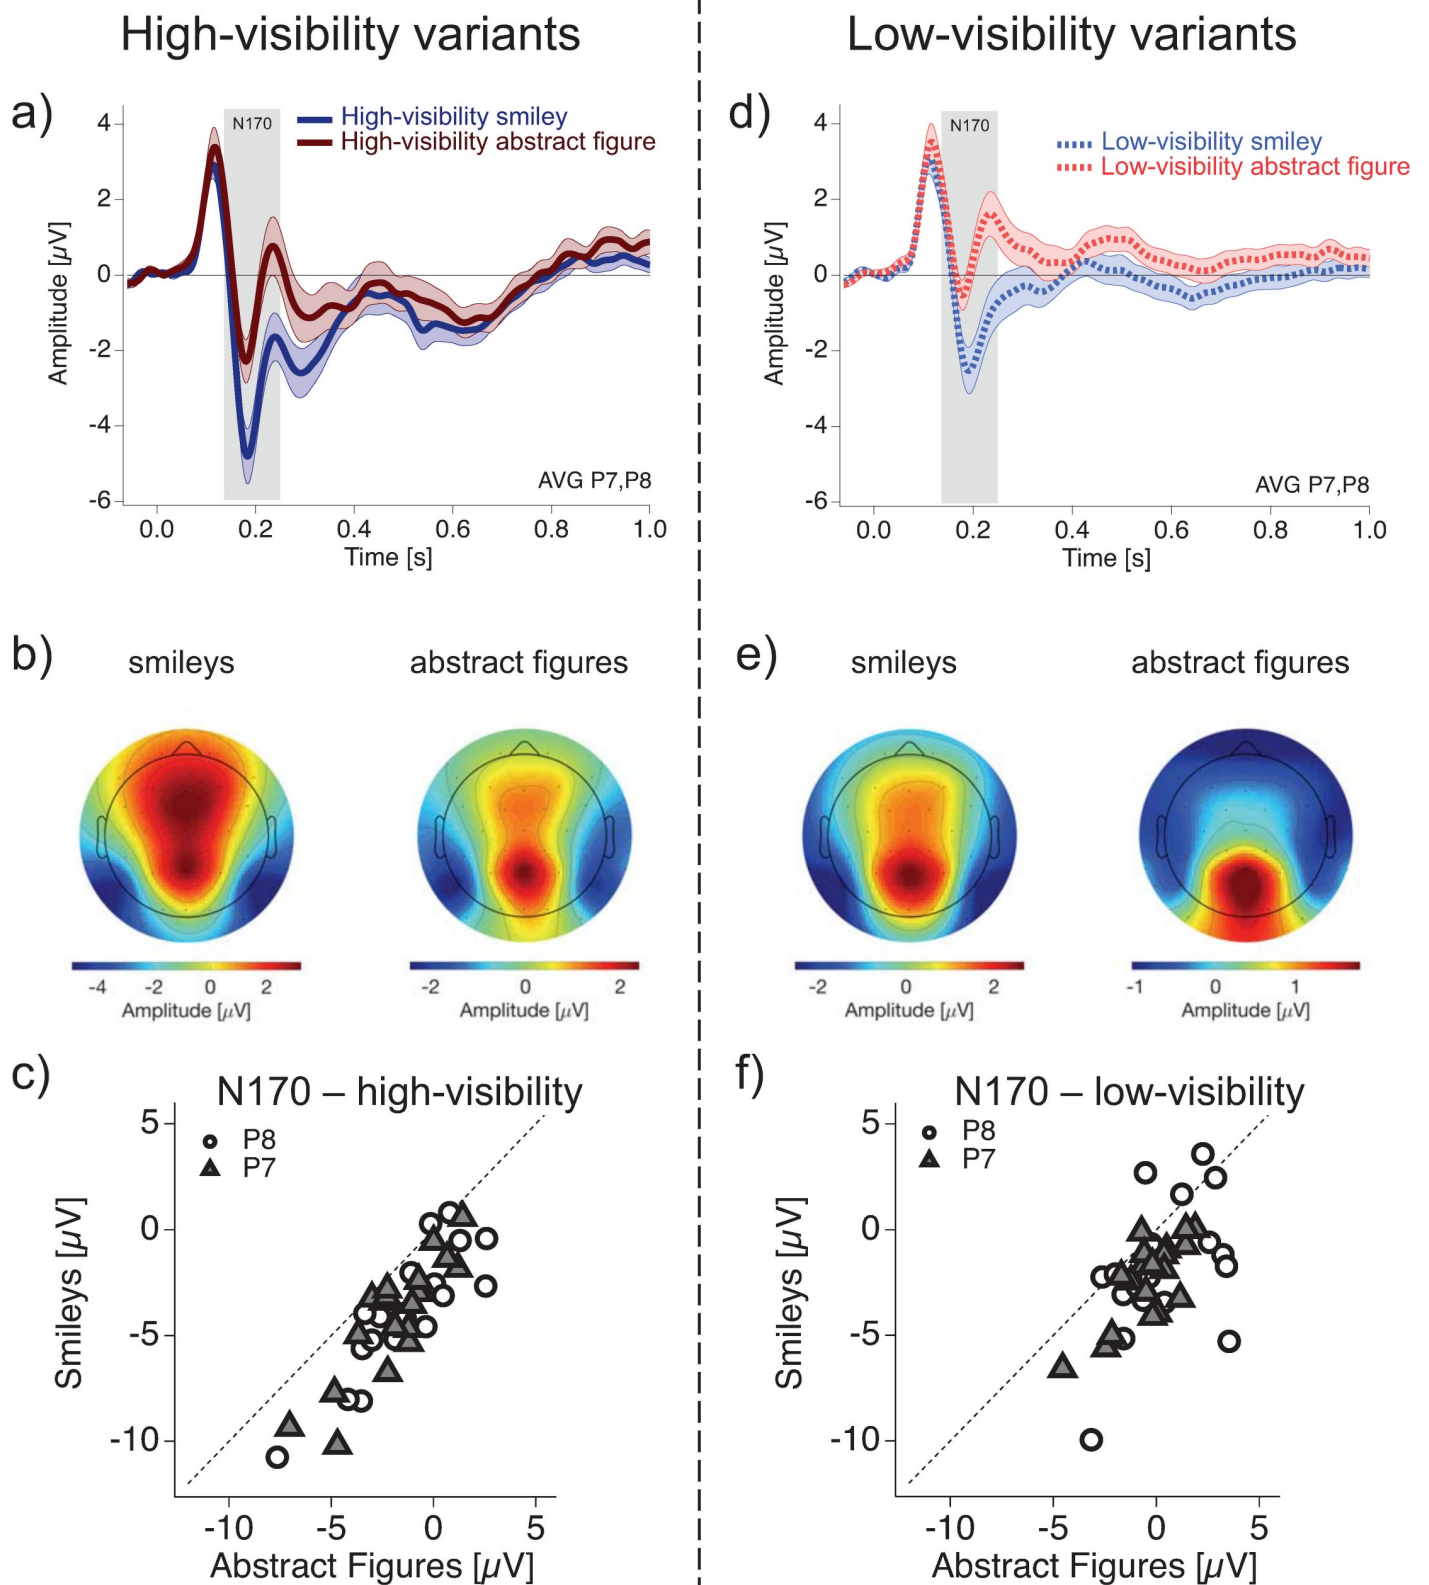 High-visibility variants
Low-visibility variants
a)
N170
High-visibility smiley
High-visibility abstract figure
4
2
0
-2
-4
-6
Amplitude [µV]
AVG P7,P8
0.0 0.2 0.4 0.6 0.8 1.0
Time [s]
d)
N170
Low-visibility smiley
Low-visibility abstract figure
4
2
0
-2
-4
-6
Amplitude [µV]
AVG P7,P8
0.0 0.2 0.4 0.6 0.8 1.0
Time [s]
b)
smileys
abstract figures
-4 -2 0 2
Amplitude [µV]
-2 0 2
Amplitude [µV]
e)
smileys
abstract figures
-2 0 2
Amplitude [µV]
-1 0 1
Amplitude [µV]
c)
N170 – high-visibility
P8
P7
5
0
-5
-10
Smileys [µV]
-10 -5 0 5
Abstract Figures [µV]
f)
N170 – low-visibility
P8
P7
5
0
-5
-10
Smileys [µV]
-10 -5 0 5
Abstract Figures [µV]